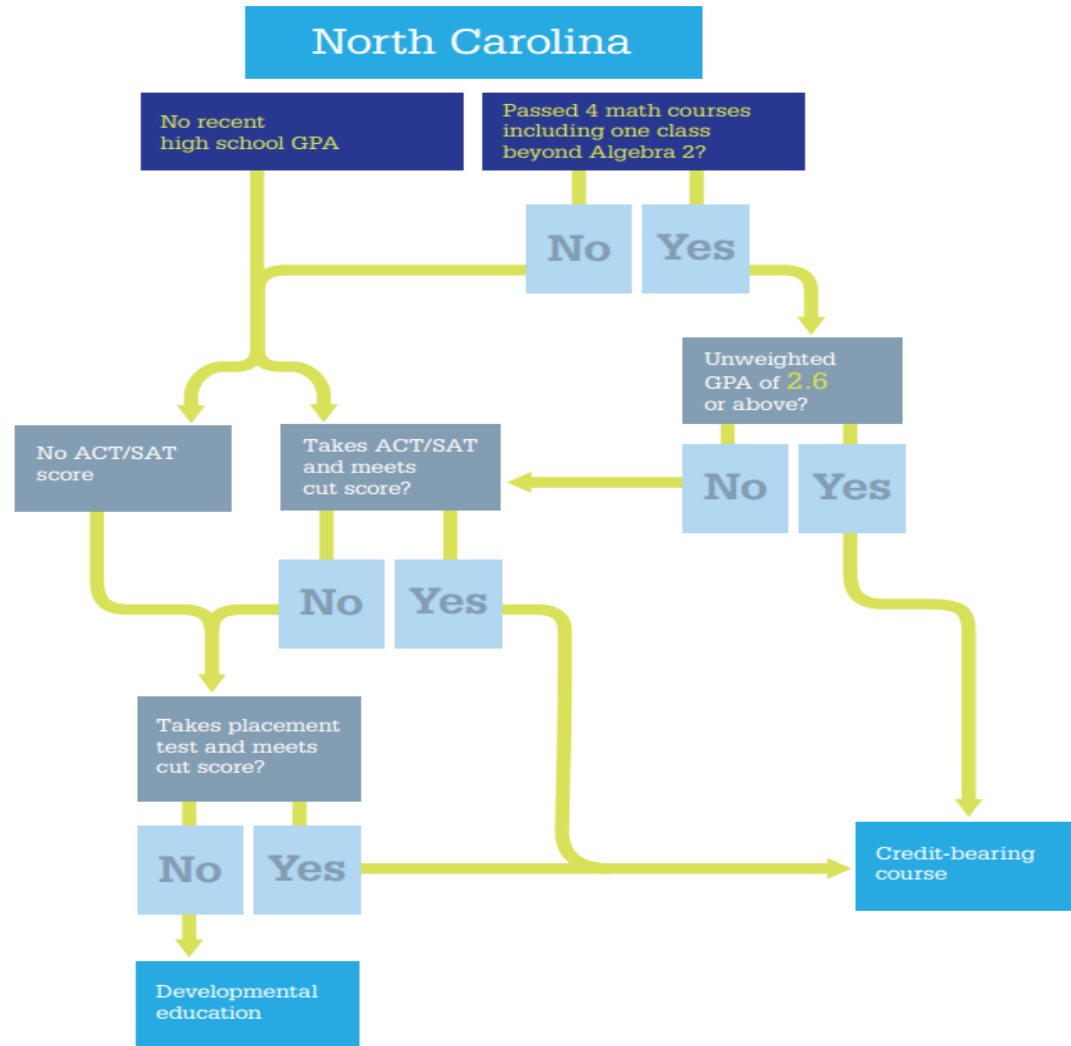 North Carolina
No recent
high school GPA
Passed 4 math courses
including one class
beyond Algebra 2?
No
Yes
Unweighted
GPA of 2.6
or above?
No ACT/SAT
score
Takes ACT/SAT
and meets
cut score?
No
Yes
No
Yes
Takes placement
test and meets
cut score?
No
Yes
Credit-bearing
course
Developmental
education